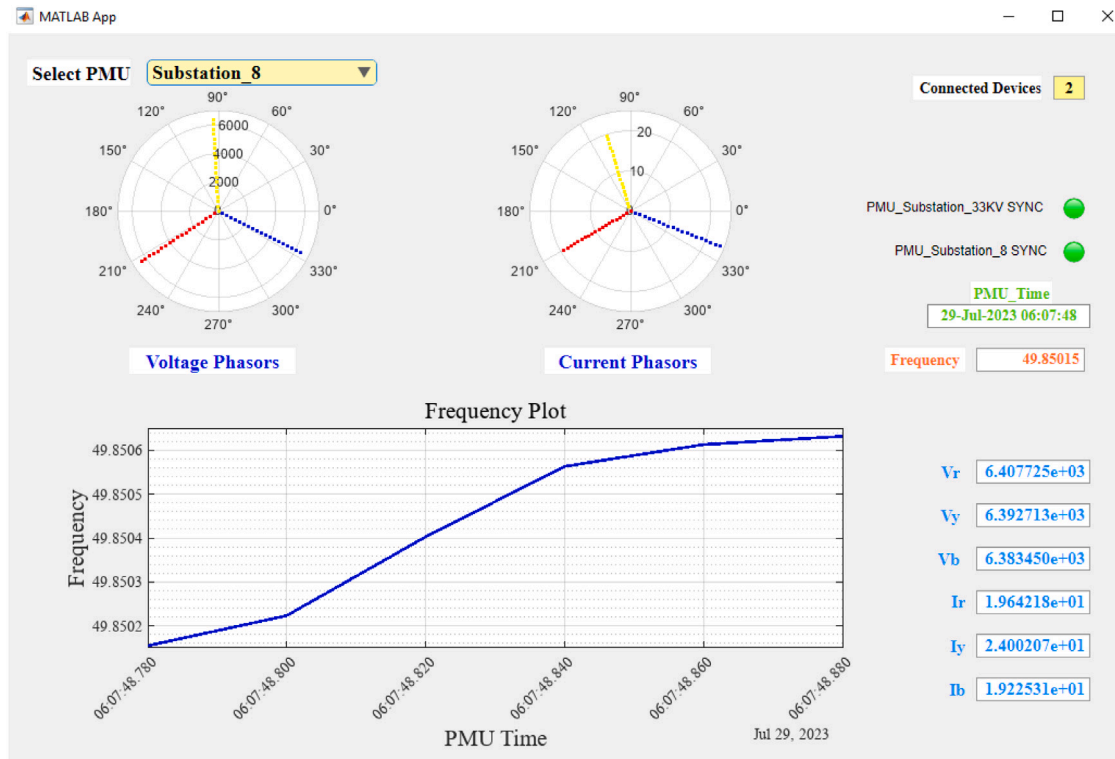 MATLAB App
Select PMU Substation_8
Connected Devices 2
90°
120° 60°
6000
150° 4000 30°
2000
180° 0 0°
210° 330°
240° 300°
270°
Voltage Phasors
90°
120° 60°
20
150° 30°
10
180° 0°
210° 330°
240° 300°
270°
Current Phasors
PMU_Substation_33KV SYNC
PMU_Substation_8 SYNC
PMU_Time
29-Jul-2023 06:07:48
Frequency 49.85015
Frequency Plot
Frequency
49.8506
49.8505
49.8504
49.8503
49.8502
06:07:48.780 06:07:48.800 06:07:48.820 06:07:48.840 06:07:48.860 06:07:48.880
PMU Time
Jul 29, 2023
Vr 6.407725e+03
Vy 6.392713e+03
Vb 6.383450e+03
Ir 1.964218e+01
Iy 2.400207e+01
Ib 1.922531e+01